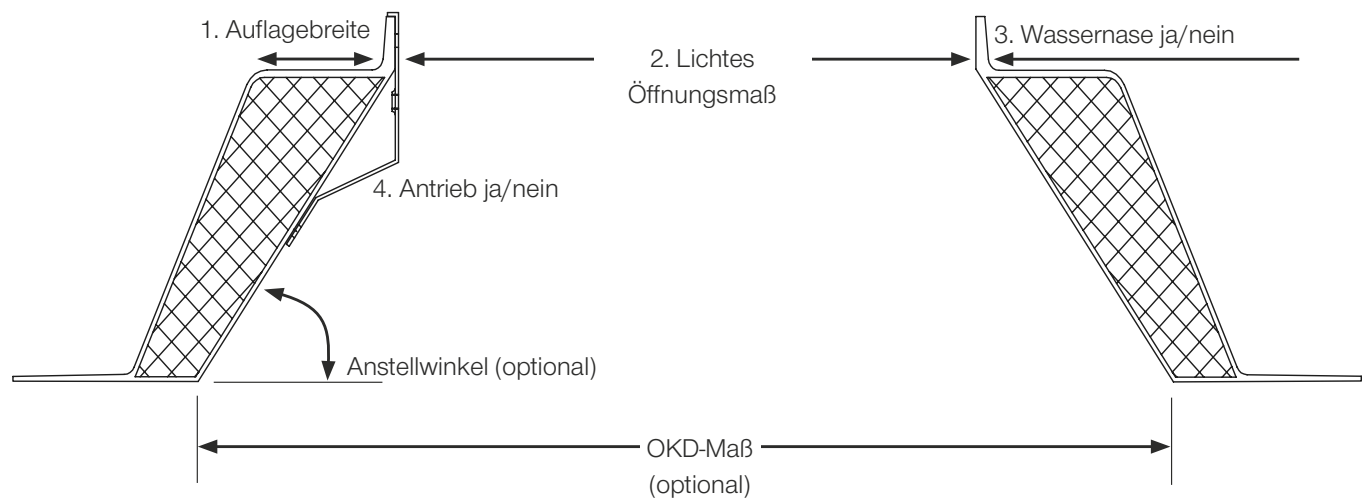 1. Auflagebreite
2. Lichtes
Öffnungsmaß
3. Wassernase ja/nein
4. Antrieb ja/nein
Anstellwinkel (optional)
OKD-Maß
(optional)